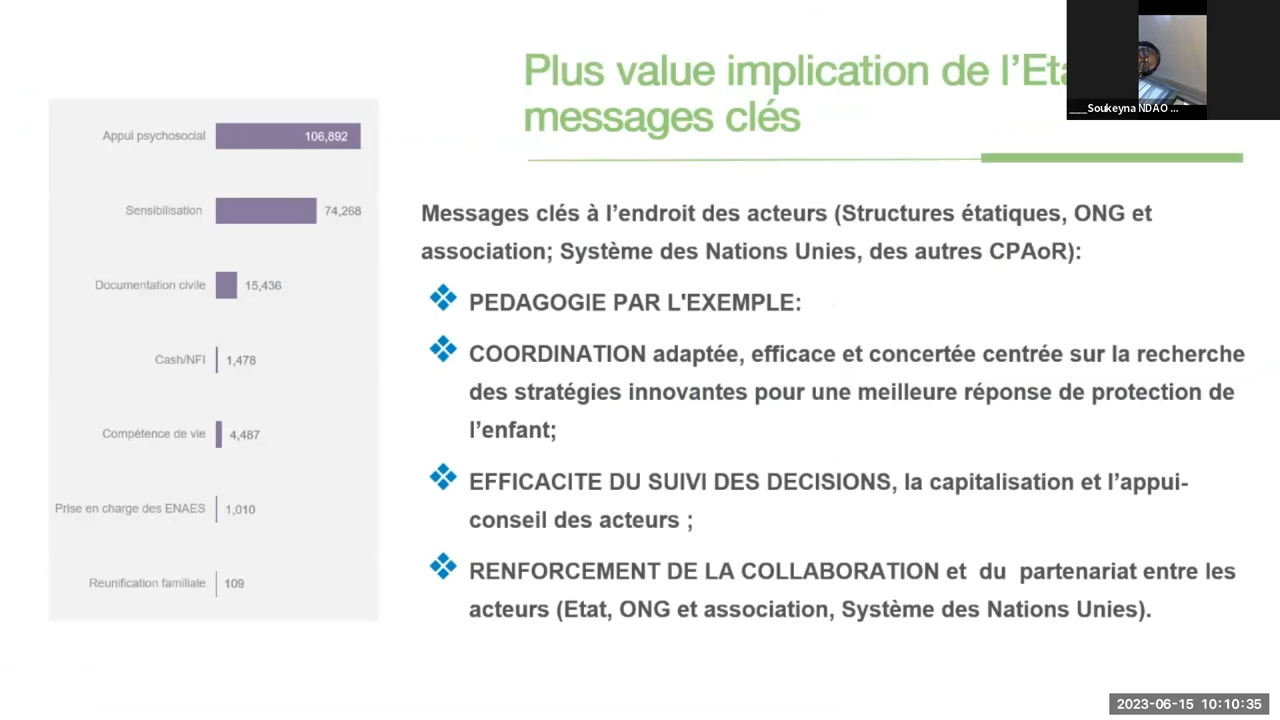 Plus value implication de l'Eta
messages clés
___Soukeyna NDAO ...
Appul psychosocial 106,892
Sensibilisation 74,268
Documentation civile 15,436
Cash/NFI 1,478
Compétence de vie 4,487
Prise en charge des ENAES 1,010
Reunification familiale 109
Messages clés à l'endroit des acteurs (Structures étatiques, ONG et
association; Système des Nations Unies, des autres CPAoR):
PEDAGOGIE PAR L'EXEMPLE:
COORDINATION adaptée, efficace et concertée centrée sur la recherche
des stratégies innovantes pour une meilleure réponse de protection de
l'enfant;
EFFICACITE DU SUIVI DES DECISIONS, la capitalisation et l'appui-
conseil des acteurs ;
RENFORCEMENT DE LA COLLABORATION et du partenariat entre les
acteurs (Etat, ONG et association, Système des Nations Unies).
2023-06-15 10:10:35